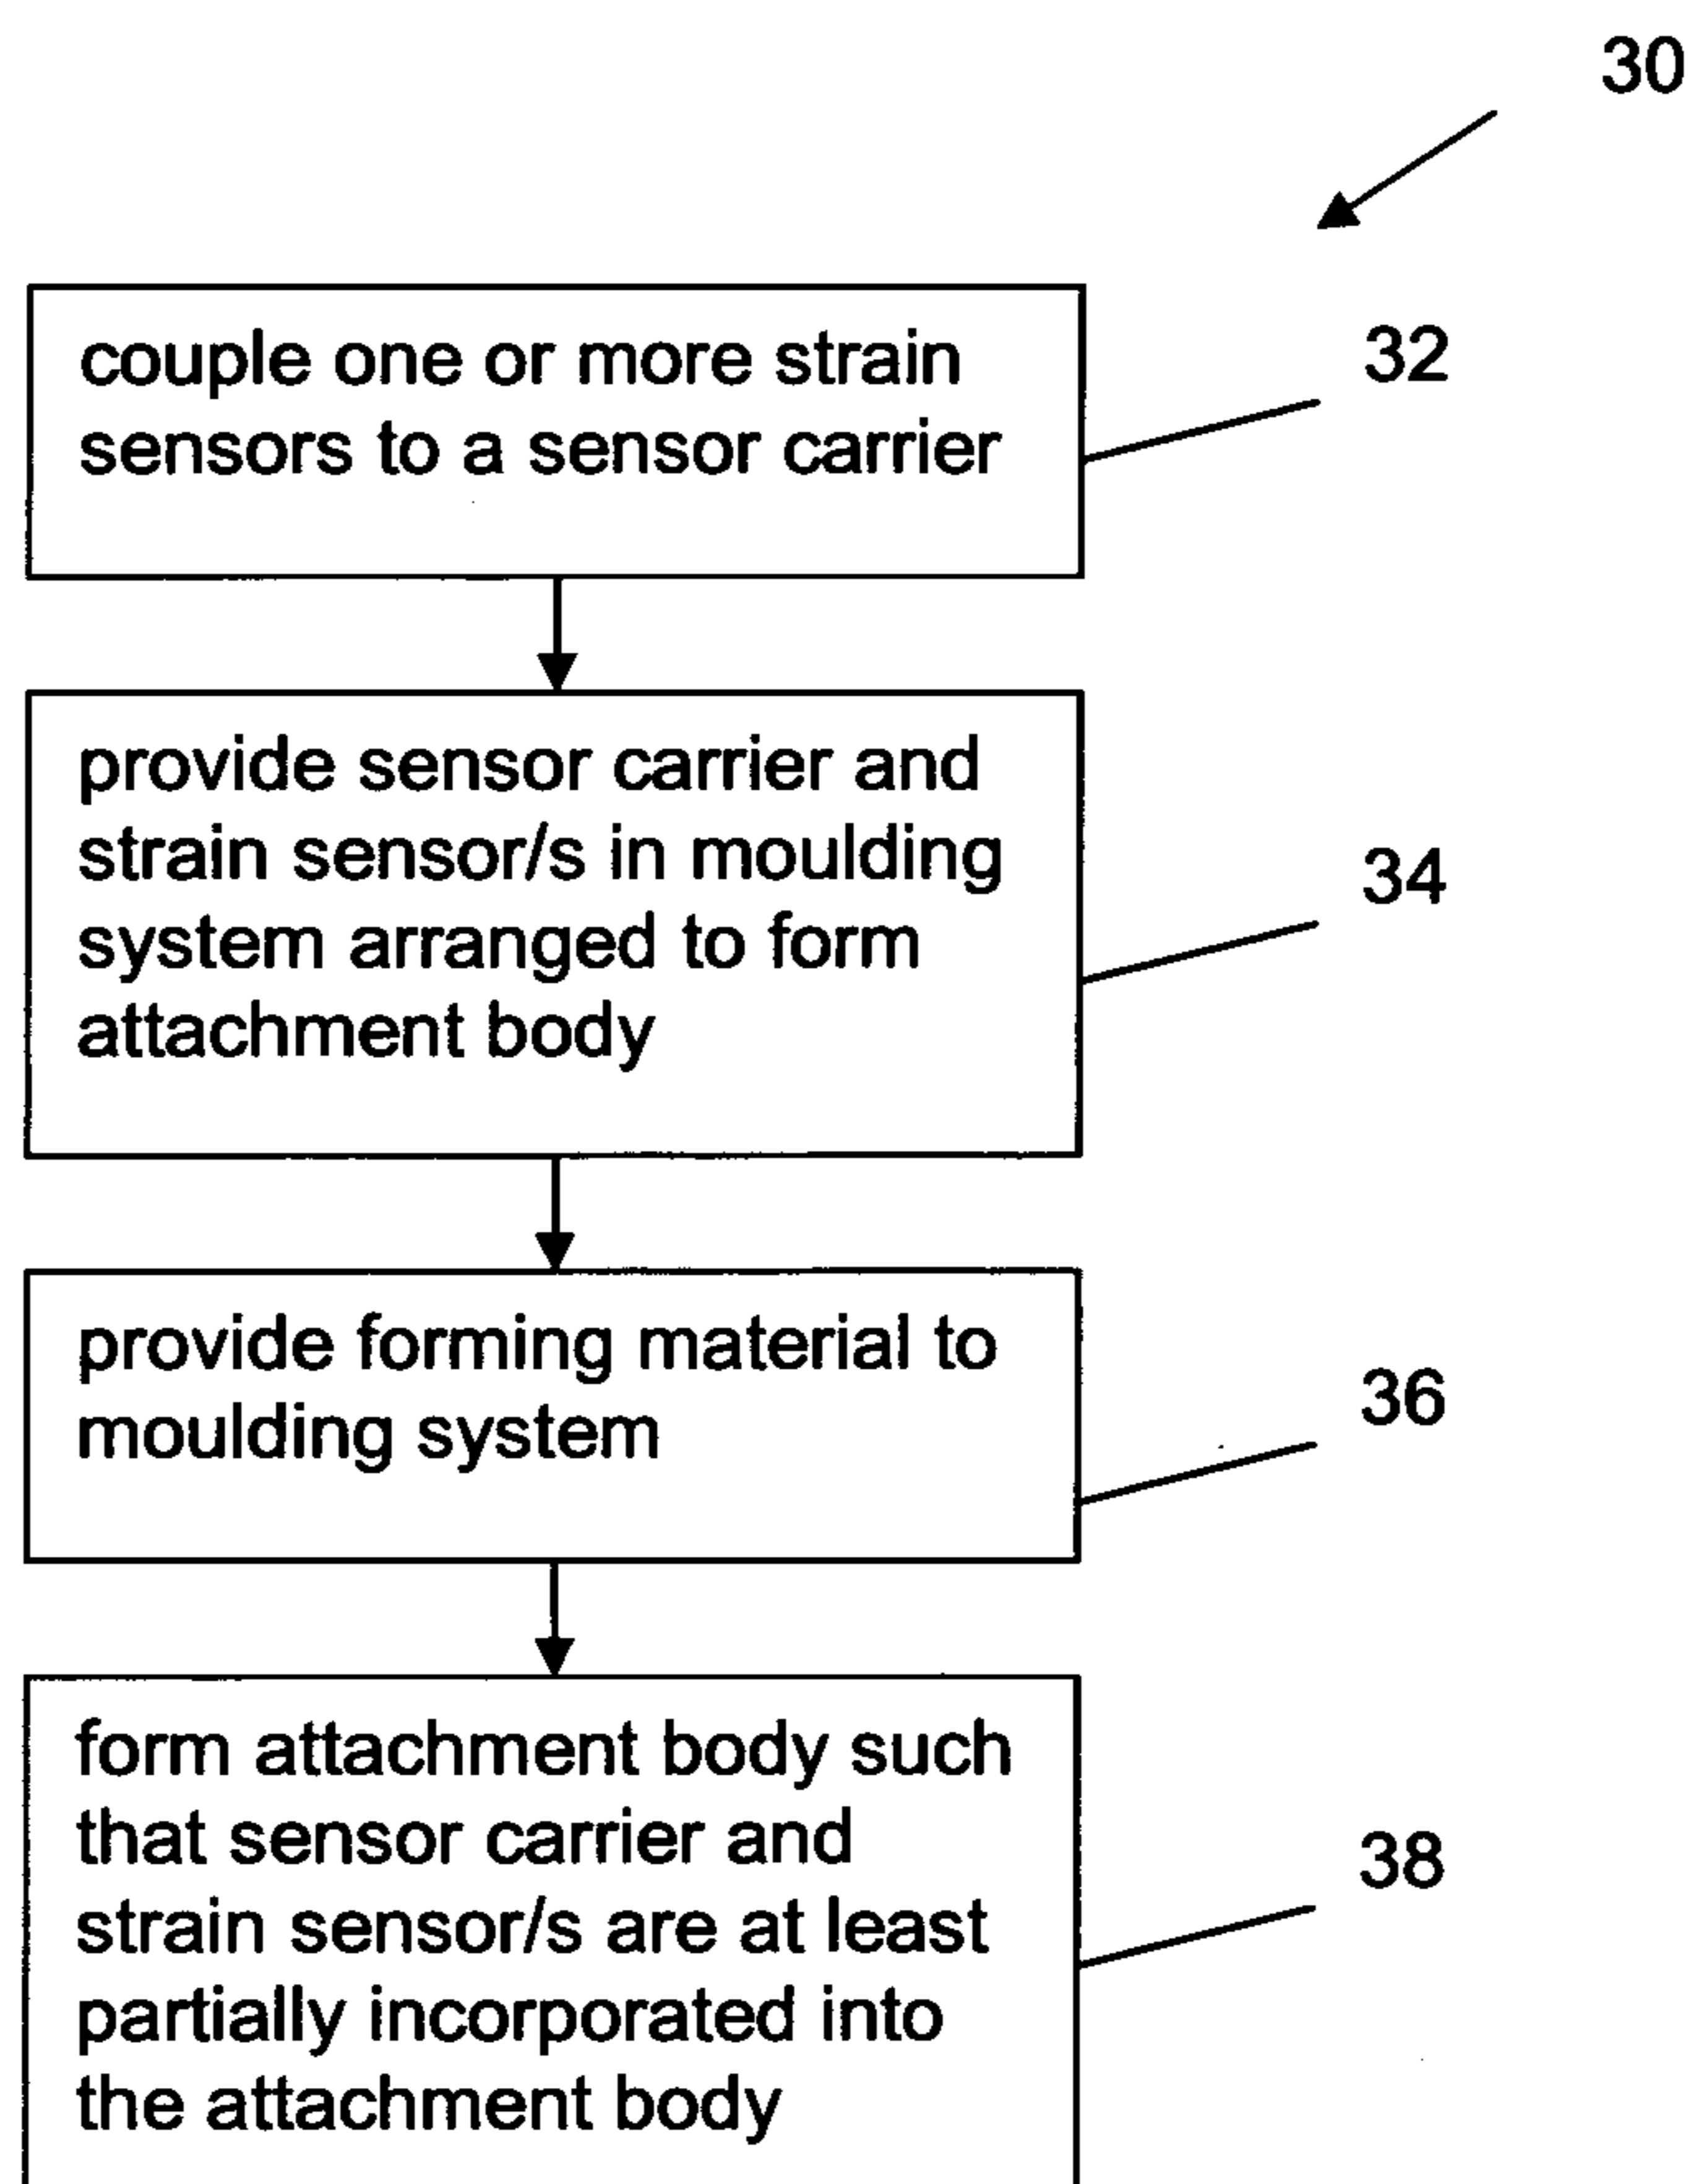 30
couple one or more strain
sensors to a sensor carrier
32
provide sensor carrier and
strain sensor/s in moulding
system arranged to form
attachment body
34
provide forming material to
moulding system
36
form attachment body such
that sensor carrier and
strain sensor/s are at least
partially incorporated into
the attachment body
38